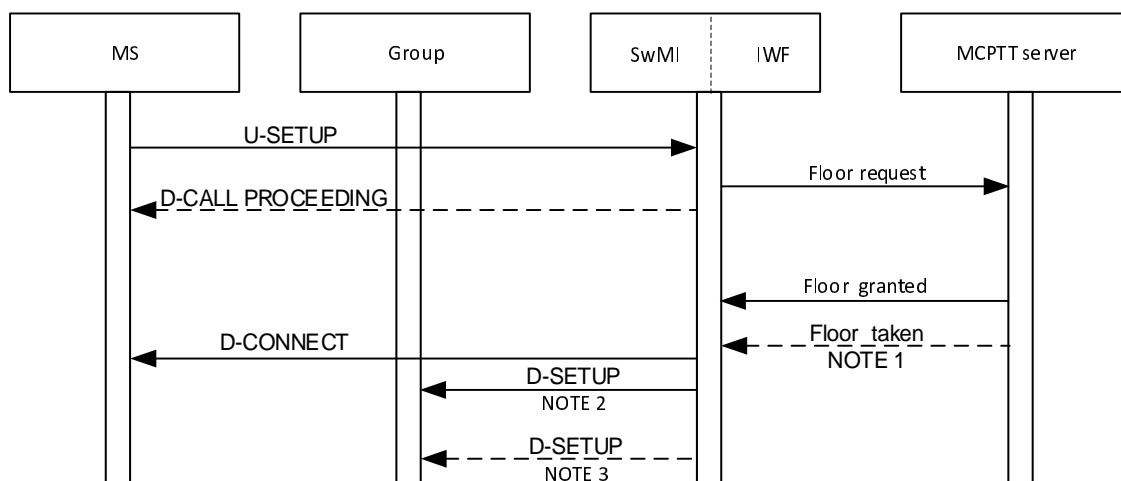 MS
Group
SwMI
IWF
MCPTT server
U-SETUP
Floor request
D-CALL PROCEEDING
Floor granted
Floor taken
NOTE 1
D-CONNECT
D-SETUP
NOTE 2
D-SETUP
NOTE 3